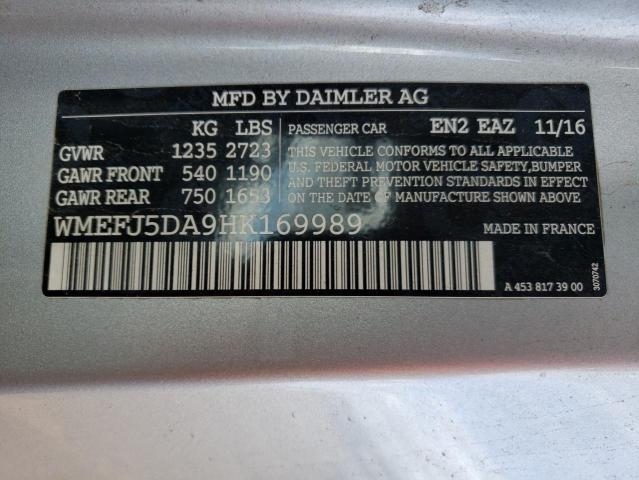 MFD BY DAIMLER AG
KG LBS
GVWR 1235 2723
GAWR FRONT 540 1190
GAWR REAR 750 1653
PASSENGER CAR EN2 EAZ 11/16
THIS VEHICLE CONFORMS TO ALL APPLICABLE
U.S. FEDERAL MOTOR VEHICLE SAFETY,BUMPER
AND THEFT PREVENTION STANDARDS IN EFFECT
ON THE DATE OF MANUFACTURE SHOWN ABOVE
WMEFJ5DA9HK169989 MADE IN FRANCE
A 453 817 39 00
3070742